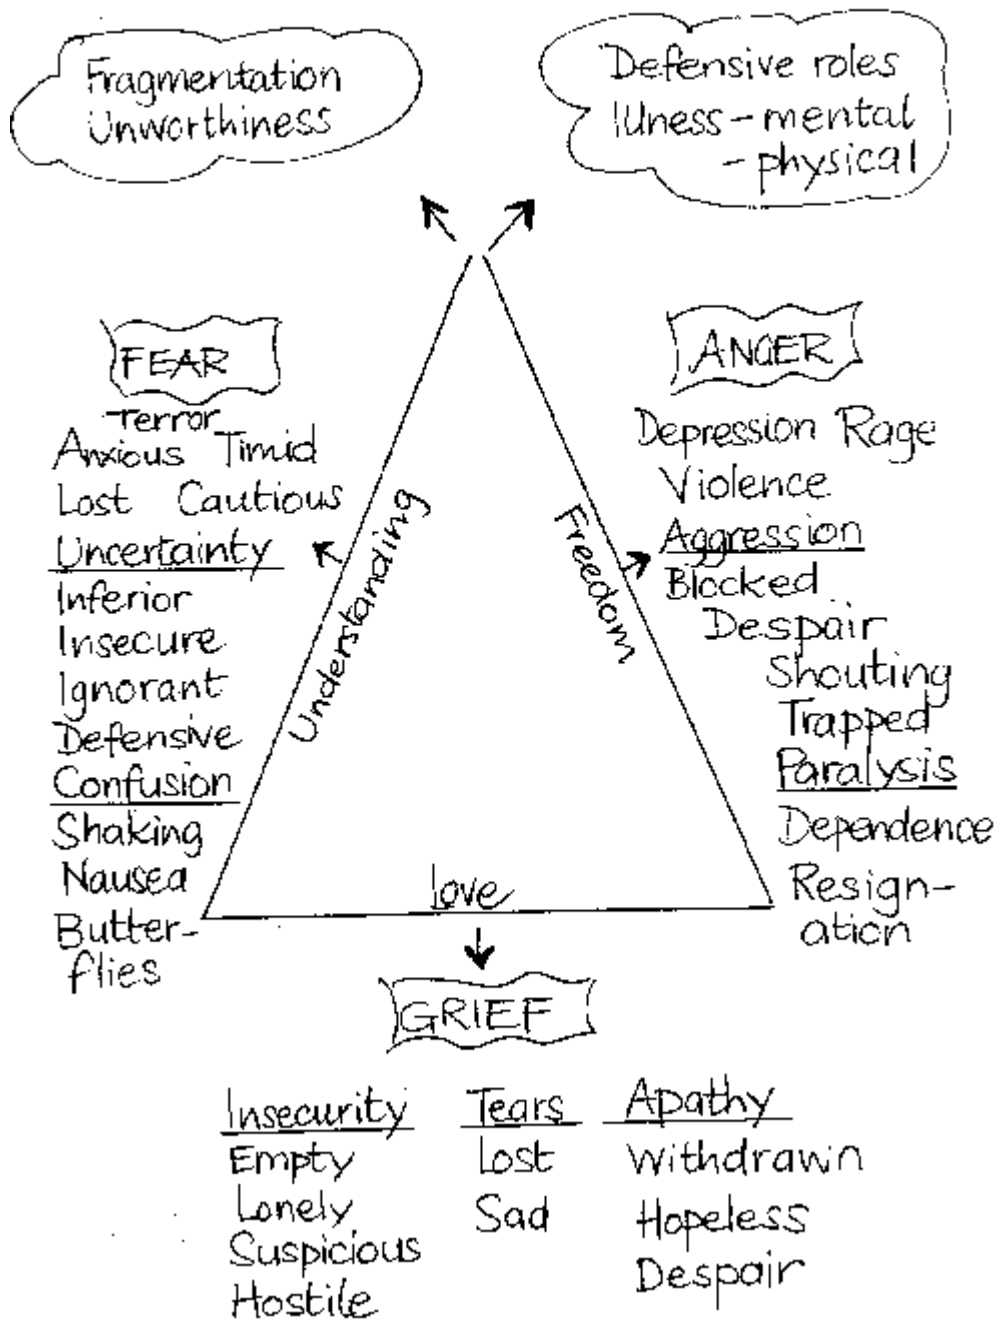 Fragmentation
Unworthiness
Defensive roles
Illness - mental
- physical
FEAR
Terror
Anxious Timid
Lost Cautious
Uncertainty
Inferior
Insecure
Ignorant
Defensive
Confusion
Shaking
Nausea
Butter-
flies
Understanding
Freedom
Love
ANGER
Depression Rage
Violence
Aggression
Blocked
Despair
Shouting
Trapped
Paralysis
Dependence
Resign-
ation
GRIEF
Insecurity
Empty
Lonely
Suspicious
Hostile
Tears
Lost
Sad
Apathy
Withdrawn
Hopeless
Despair